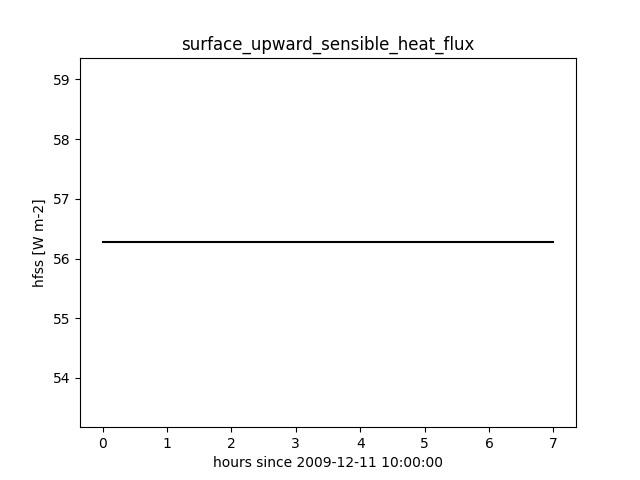 surface_upward_sensible_heat_flux
59
58
57
56
55
54
hfss [W m-2]
0 1 2 3 4 5 6 7
hours since 2009-12-11 10:00:00